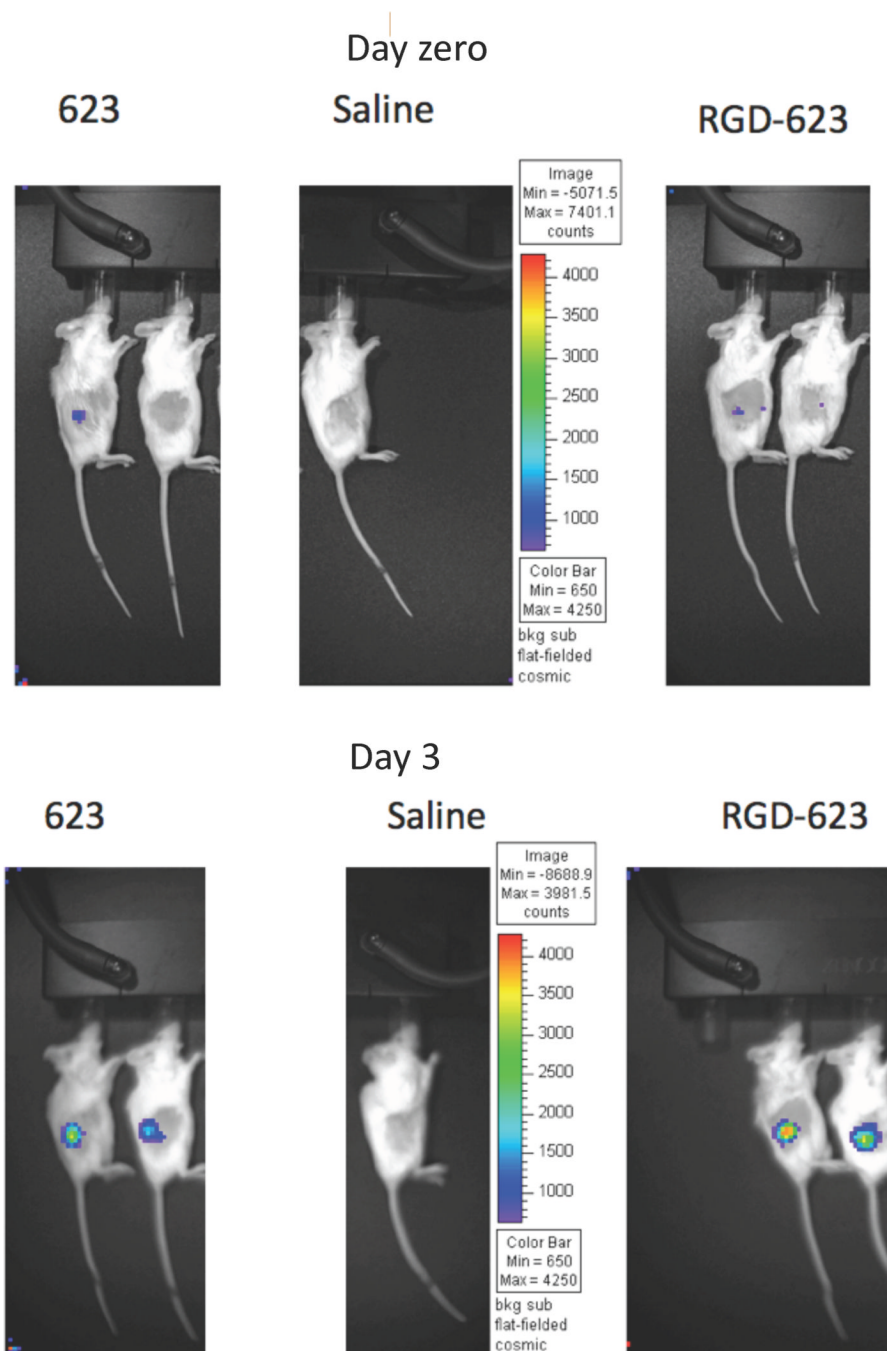 Day zero
623
Saline
RGD-623
Image
Min = -5071.5
Max = 7401.1
counts
4000
3500
3000
2500
2000
1500
1000
Color Bar
Min = 650
Max = 4250
bkg sub
flat-fielded
cosmic
Day 3
623
Saline
RGD-623
Image
Min = -8688.9
Max = 3981.5
counts
4000
3500
3000
2500
2000
1500
1000
Color Bar
Min = 650
Max = 4250
bkg sub
flat-fielded
cosmic